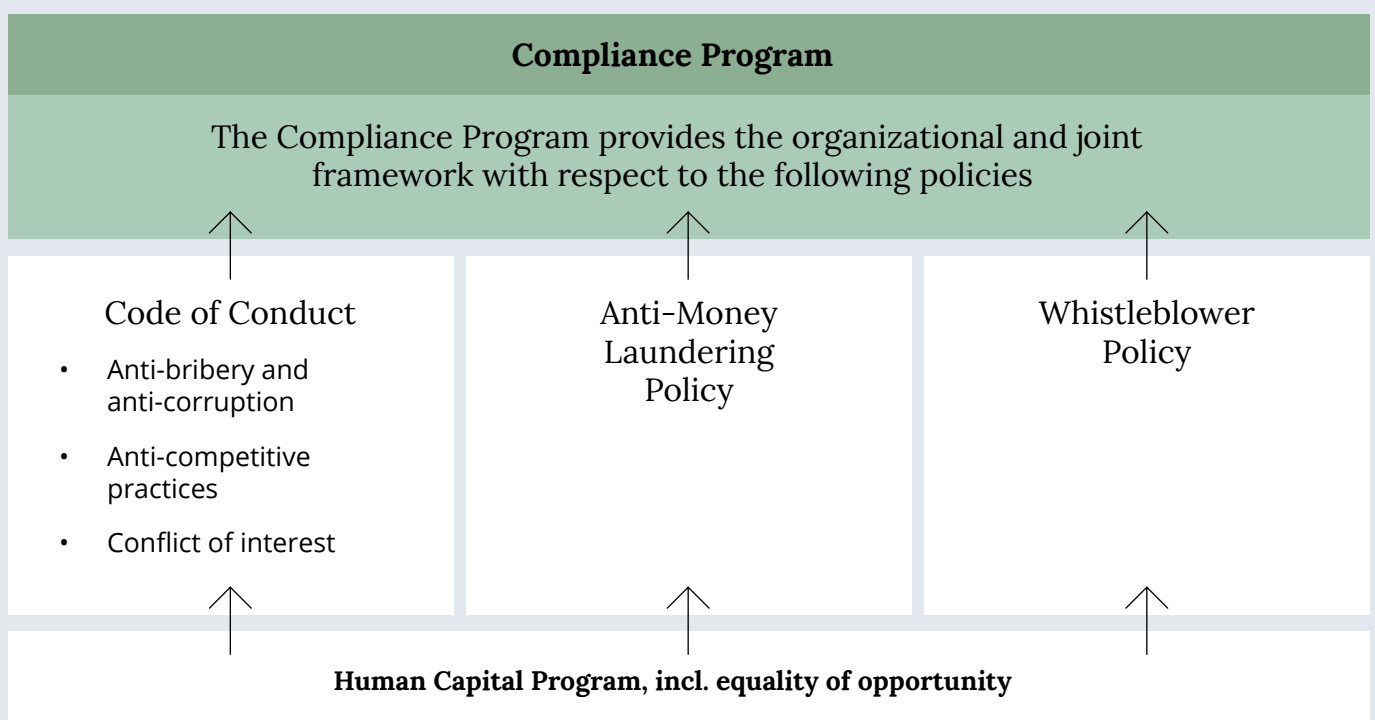 Compliance Program
The Compliance Program provides the organizational and joint
framework with respect to the following policies
Code of Conduct
• Anti-bribery and
anti-corruption
• Anti-competitive
practices
• Conflict of interest
Anti-Money
Laundering
Policy
Whistleblower
Policy
Human Capital Program, incl. equality of opportunity